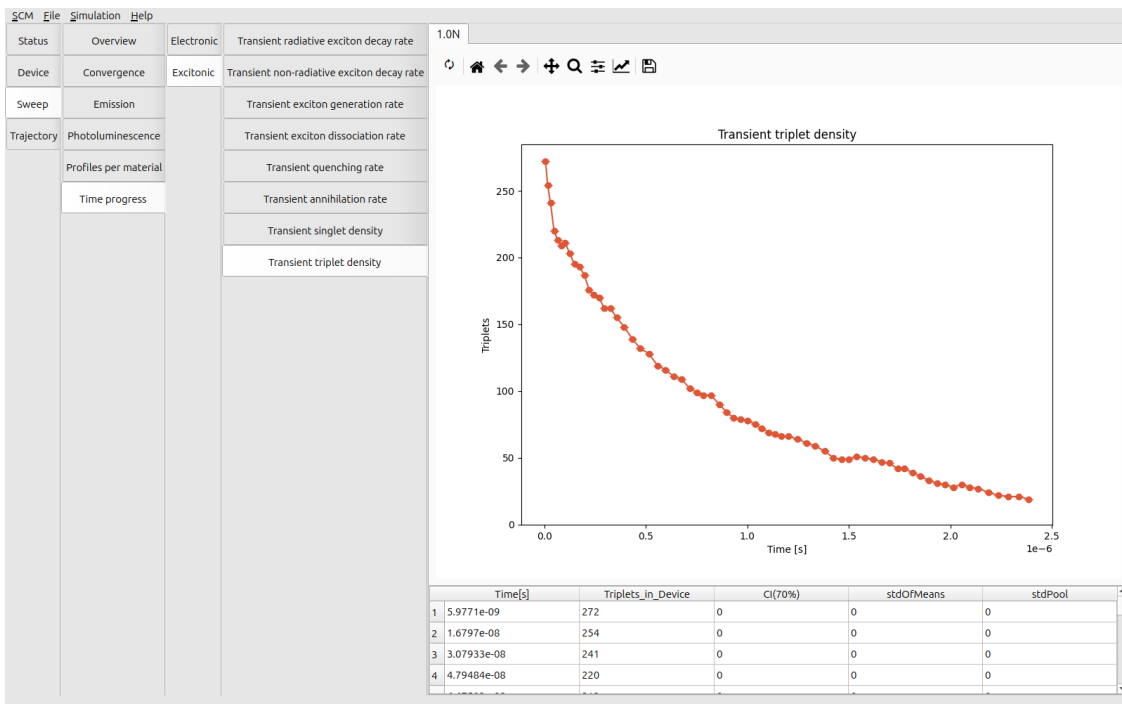 SCM File Simulation Help
Status
Device
Sweep
Trajectory
Overview
Convergence
Emission
Photoluminescence
Profiles per material
Time progress
Electronic
Excitonic
Transient radiative exciton decay rate
Transient non-radiative exciton decay rate
Transient exciton generation rate
Transient exciton dissociation rate
Transient quenching rate
Transient annihilation rate
Transient singlet density
Transient triplet density
1.0N
Transient triplet density
Triplets
250
200
150
100
50
0
0.0 0.5 1.0 1.5 2.0 2.5
Time [s]
1e-6
Time[s] Triplets_in_Device CI(70%) stdOfMeans stdPool
1 5.9771e-09 272 0 0 0
2 1.6797e-08 254 0 0 0
3 3.07933e-08 241 0 0 0
4 4.79484e-08 220 0 0 0